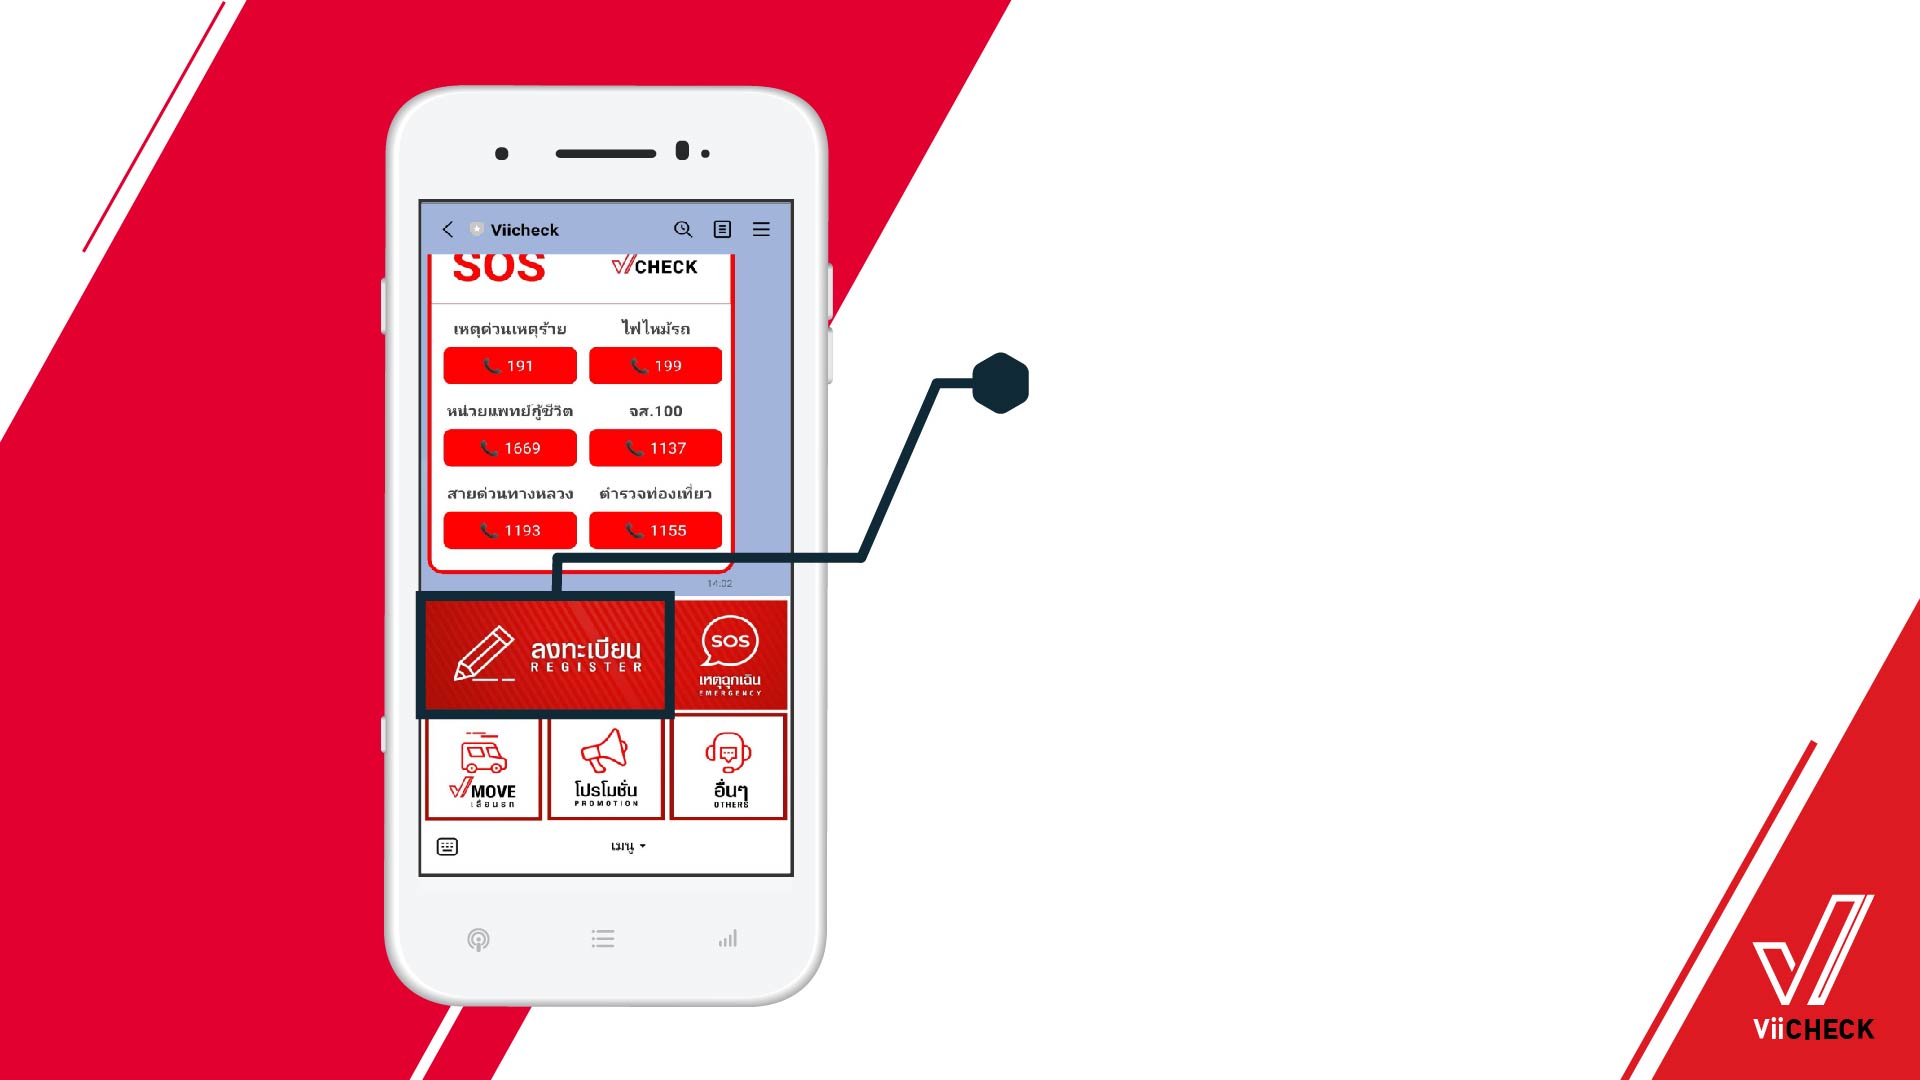 Viicheck
SOS
CHECK
เหตุด่วนเหตุร้าย ไฟไหม้รถ
191 199
หน่วยแพทย์กู้ชีวิต จส.100
1669 1137
สายด่วนทางหลวง ตำรวจท่องเที่ยว
1193 1155
14:02
ลงทะเบียน
REGISTER
SOS
เหตุฉุกเฉิน
EMERGENCY
MOVE
เลื่อนรถ
โปรโมชั่น
PROMOTION
อื่นๆ
OTHERS
เมนู
ViiCHECK